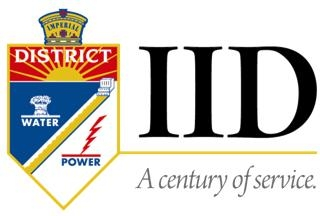 IMPERIAL
DISTRICT
WATER
POWER
IID
A century of service.